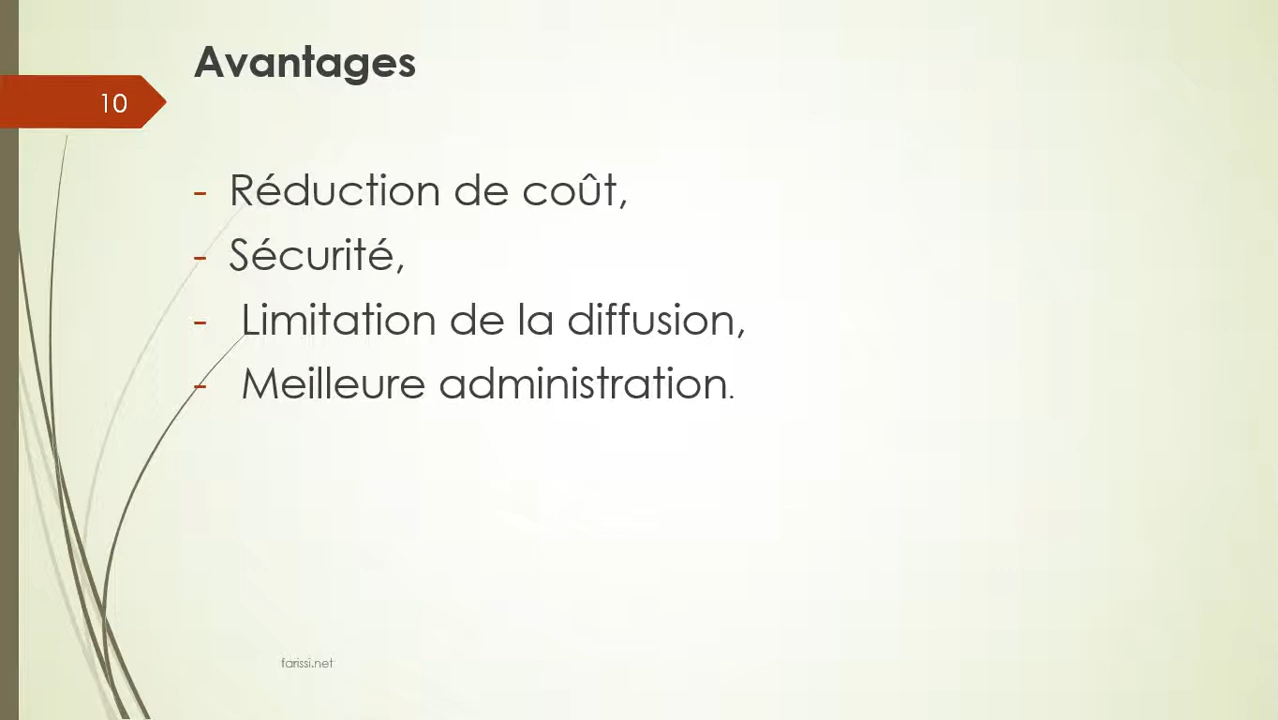 Avantages
10
- Réduction de coût,
- Sécurité,
- Limitation de la diffusion,
- Meilleure administration.
farissi.net